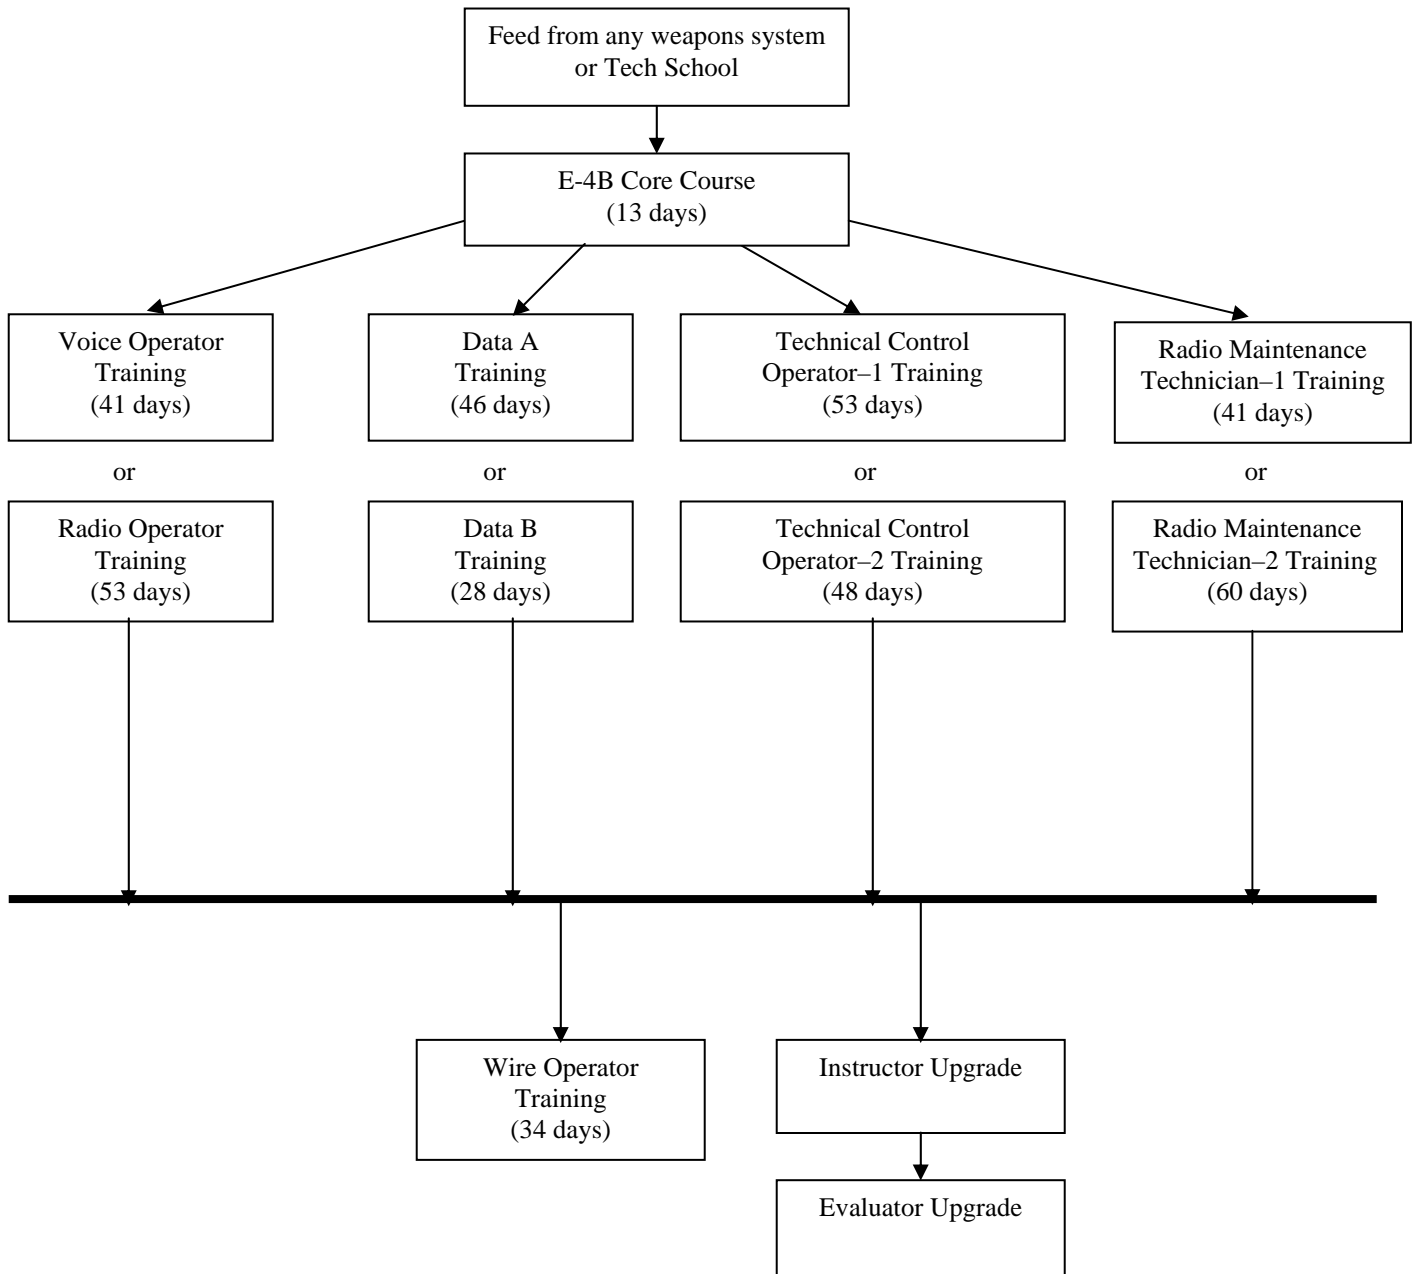 Feed from any weapons system
or Tech School
E-4B Core Course
(13 days)
Voice Operator
Training
(41 days)
Data A
Training
(46 days)
Technical Control
Operator–1 Training
(53 days)
Radio Maintenance
Technician–1 Training
(41 days)
or
or
or
or
Radio Operator
Training
(53 days)
Data B
Training
(28 days)
Technical Control
Operator–2 Training
(48 days)
Radio Maintenance
Technician–2 Training
(60 days)
Wire Operator
Training
(34 days)
Instructor Upgrade
Evaluator Upgrade